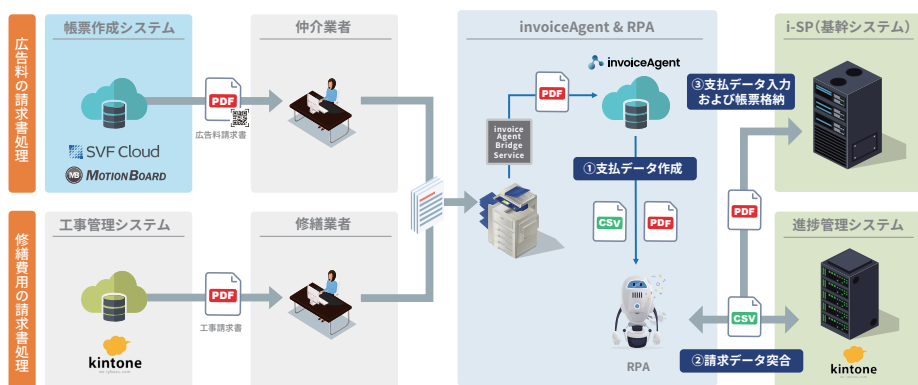 広告料の請求書処理
帳票作成システム
PDF
広告料請求書
SVF Cloud
MB MOTIONBOARD
仲介業者
修繕費用の請求書処理
工事管理システム
PDF
工事請求書
kintone
修繕業者
invoiceAgent & RPA
invoiceAgent
PDF
invoice
Agent
Bridge
Service
①支払データ作成
CSV
PDF
RPA
②請求データ突合
③支払データ入力
および帳票格納
PDF
CSV
i-SP（基幹システム）
進捗管理システム
kintone